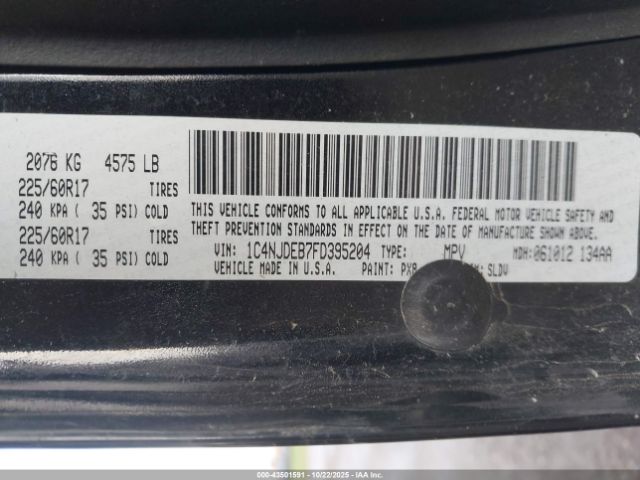 2076 KG 4575 LB
225/60R17 TIRES
240 KPA ( 35 PSI) COLD
225/60R17 TIRES
240 KPA ( 35 PSI) COLD
THIS VEHICLE CONFORMS TO ALL APPLICABLE U.S.A. FEDERAL MOTOR VEHICLE SAFETY AND
THEFT PREVENTION STANDARDS IN EFFECT ON THE DATE OF MANUFACTURE SHOWN ABOVE.
VIN: 1C4NJDEB7FD395204 TYPE: MPV MDH:061012 134AA
VEHICLE MADE IN U.S.A. PAINT: PX8 SLDV
000-43501591 - 10/22/2025 - IAAI, Inc.